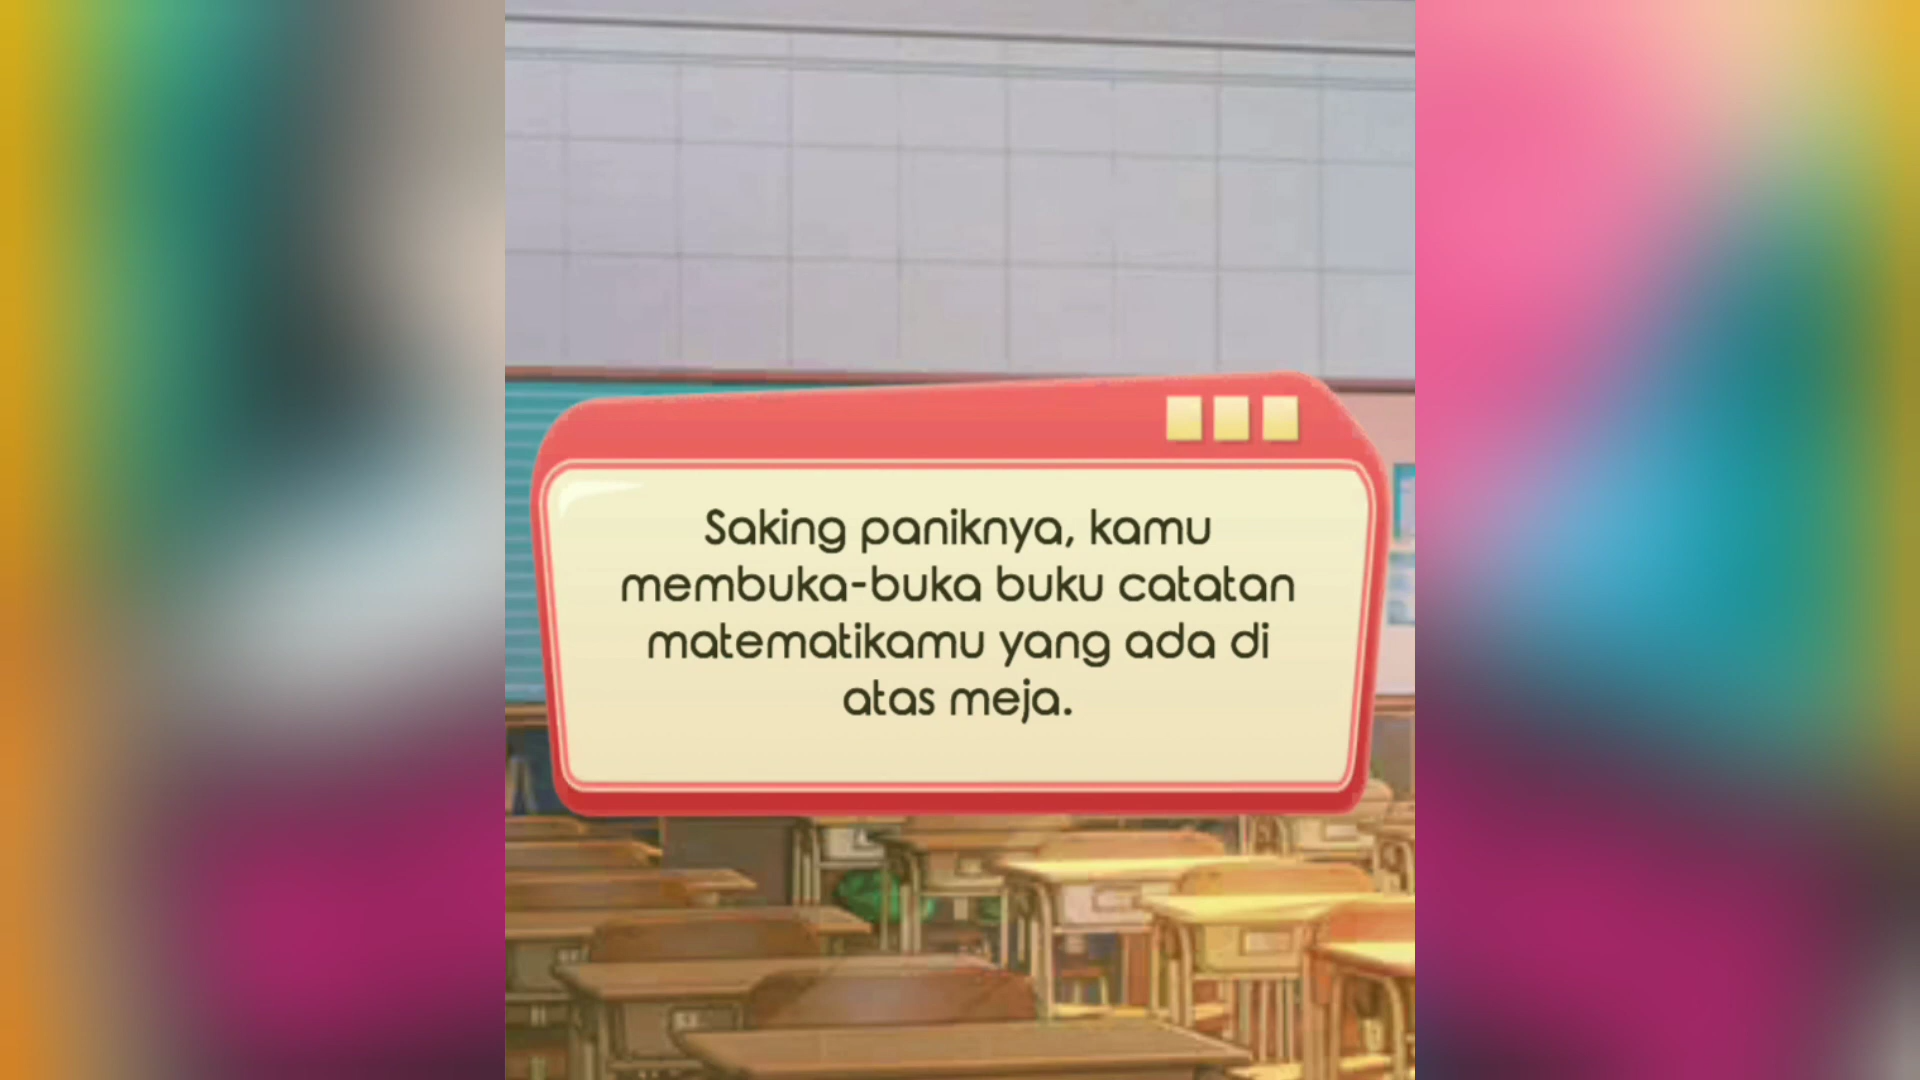 Saking paniknya, kamu
membuka-buka buku catatan
matematikamu yang ada di
atas meja.